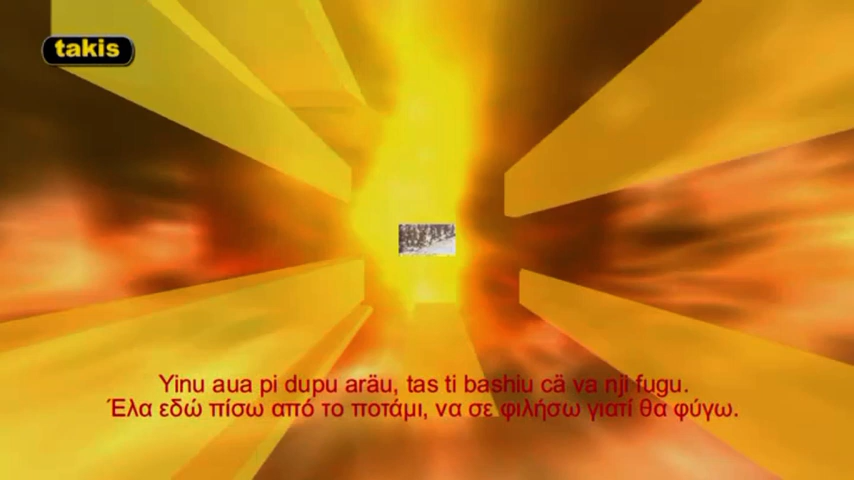 takis
Yinu aua pi dupu aräu, tas ti bashiu cä va nji fugu.
Έλα εδώ πίσω από το ποτάμι, να σε φιλήσω γιατί θα φύγω.